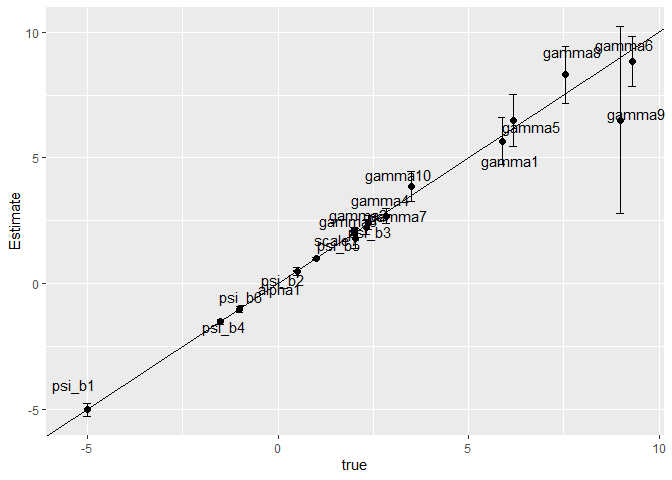 10
5
0
-5
Estimate
gamma8
gamma6
gamma9
gamma5
gamma1
gamma10
gamma4
gamma7
psi_b3
psi_b5
psi_b2
alpha1
psi_b6
psi_b4
psi_b1
-5
0
5
10
true